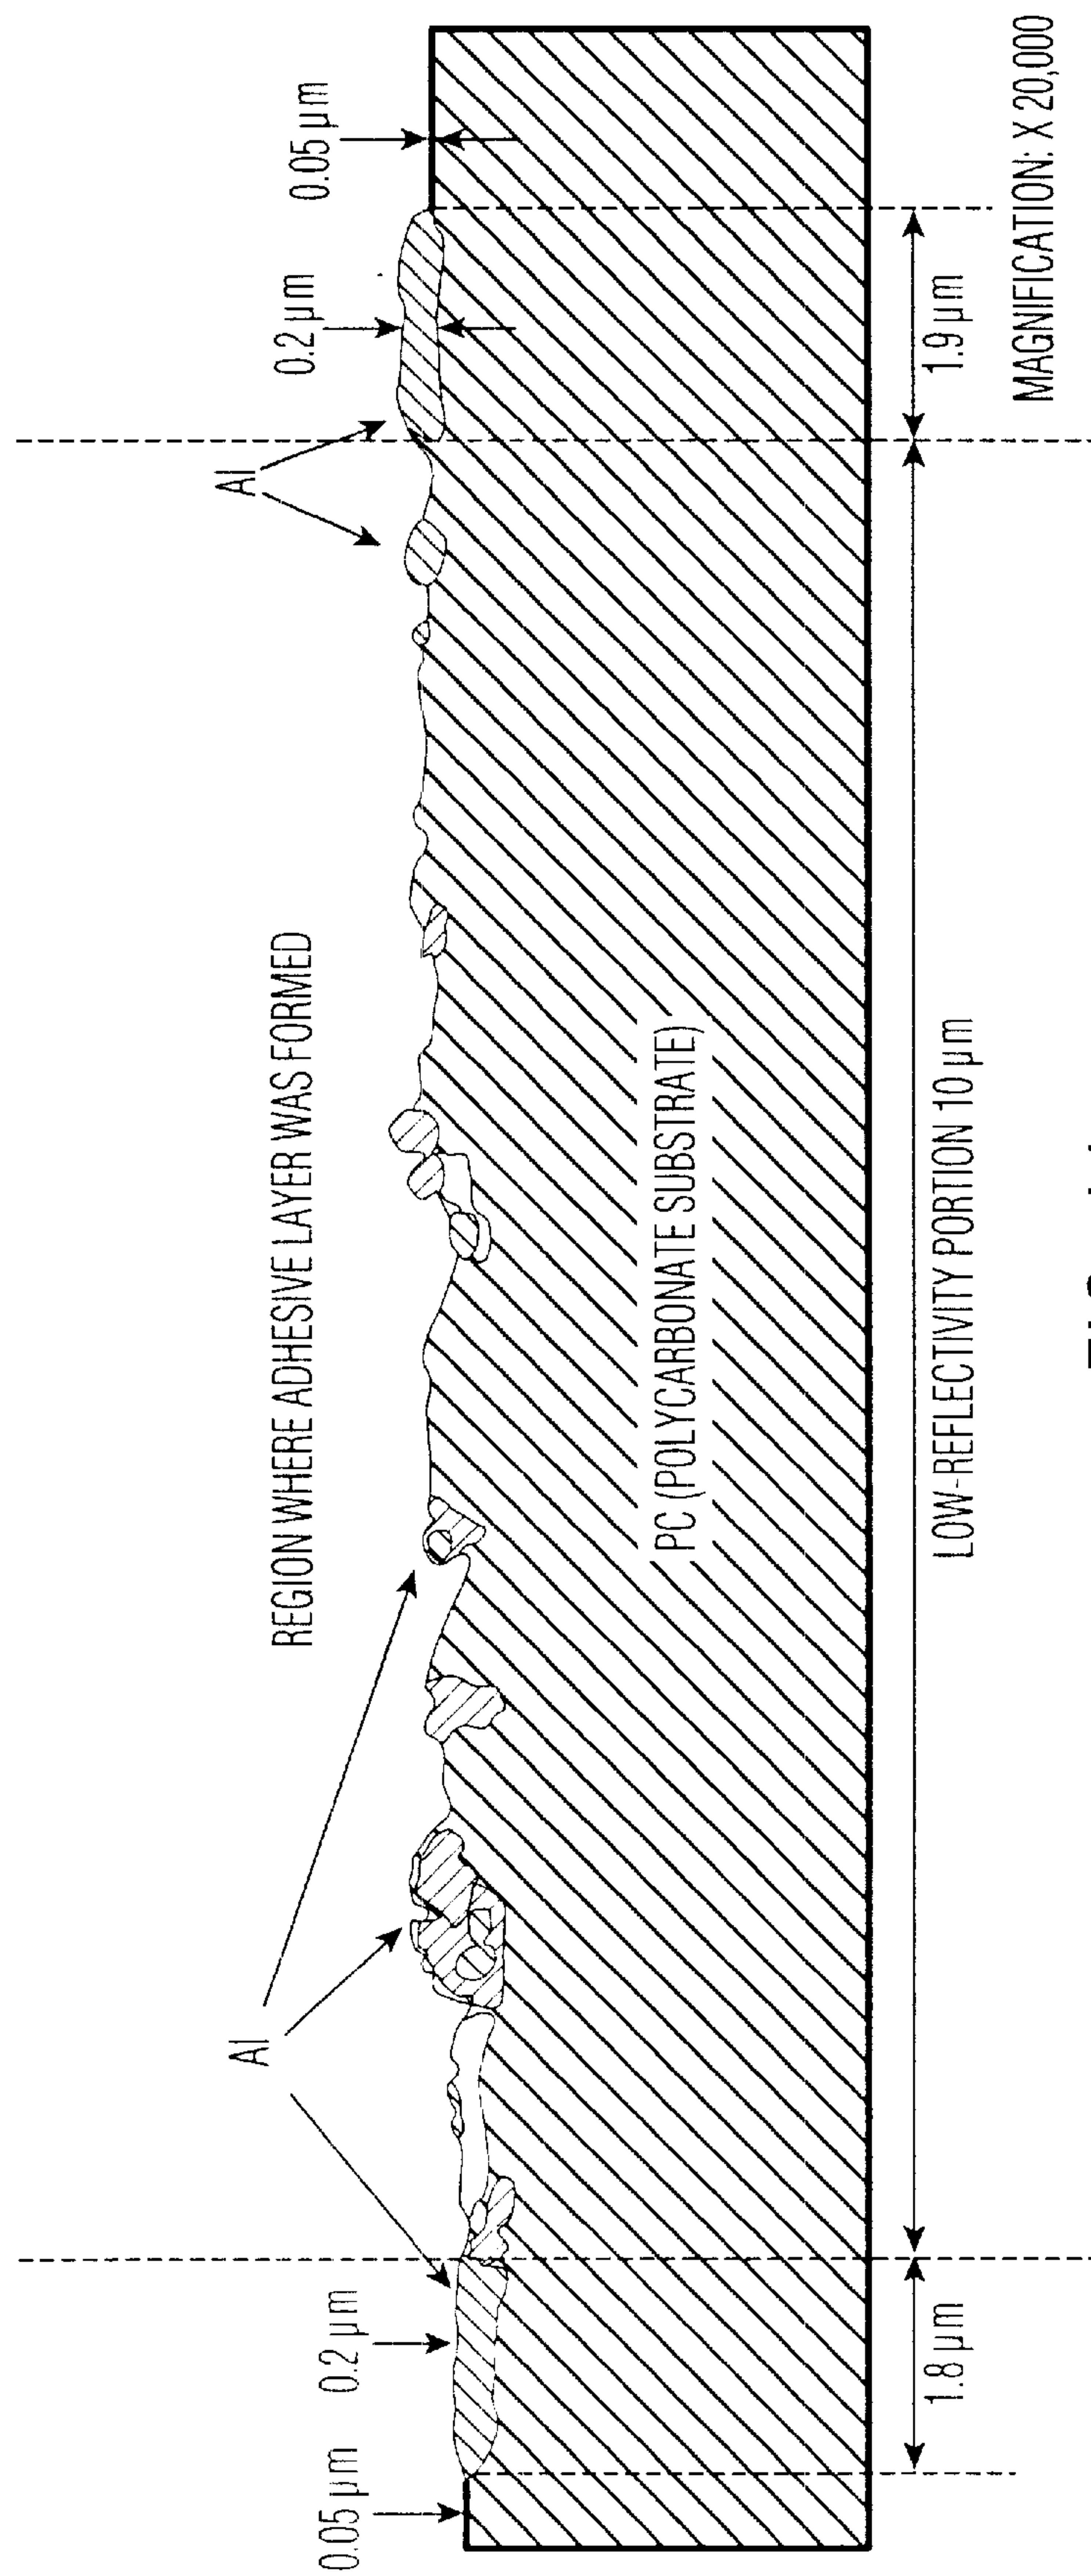 Al
Al
REGION WHERE ADHESIVE LAYER WAS FORMED
0.05 µm
0.2 µm
0.2 µm
0.05 µm
PC (POLYCARBONATE SUBSTRATE)
1.8 µm
LOW-REFLECTIVITY PORTION 10 µm
1.9 µm
MAGNIFICATION: X 20,000